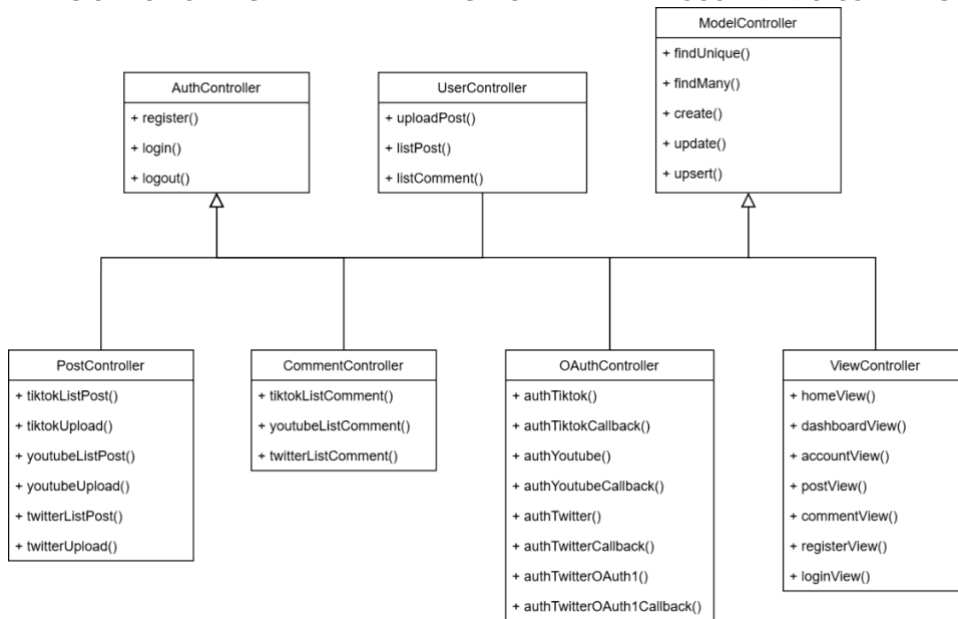 ModelController
+ findUnique()
+ findMany()
+ create()
+ update()
+ upsert()
AuthController
+ register()
+ login()
+ logout()
UserController
+ uploadPost()
+ listPost()
+ listComment()
PostController
+ tiktokListPost()
+ tiktokUpload()
+ youtubeListPost()
+ youtubeUpload()
+ twitterListPost()
+ twitterUpload()
CommentController
+ tiktokListComment()
+ youtubeListComment()
+ twitterListComment()
OAuthController
+ authTiktok()
+ authTiktokCallback()
+ authYoutube()
+ authYoutubeCallback()
+ authTwitter()
+ authTwitterCallback()
+ authTwitterOAuth1()
+ authTwitterOAuth1Callback()
ViewController
+ homeView()
+ dashboardView()
+ accountView()
+ postView()
+ commentView()
+ registerView()
+ loginView()